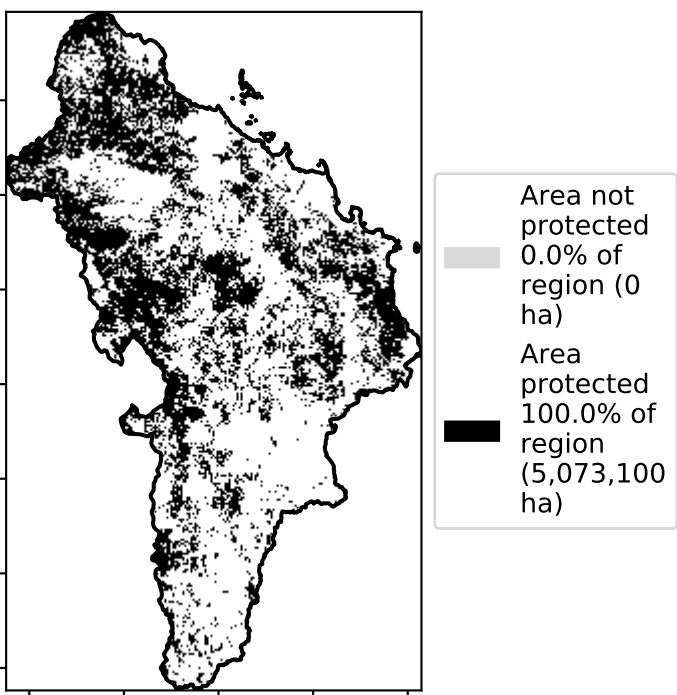 Area not
protected
0.0% of
region (0
ha)
Area
protected
100.0% of
region
(5,073,100
ha)